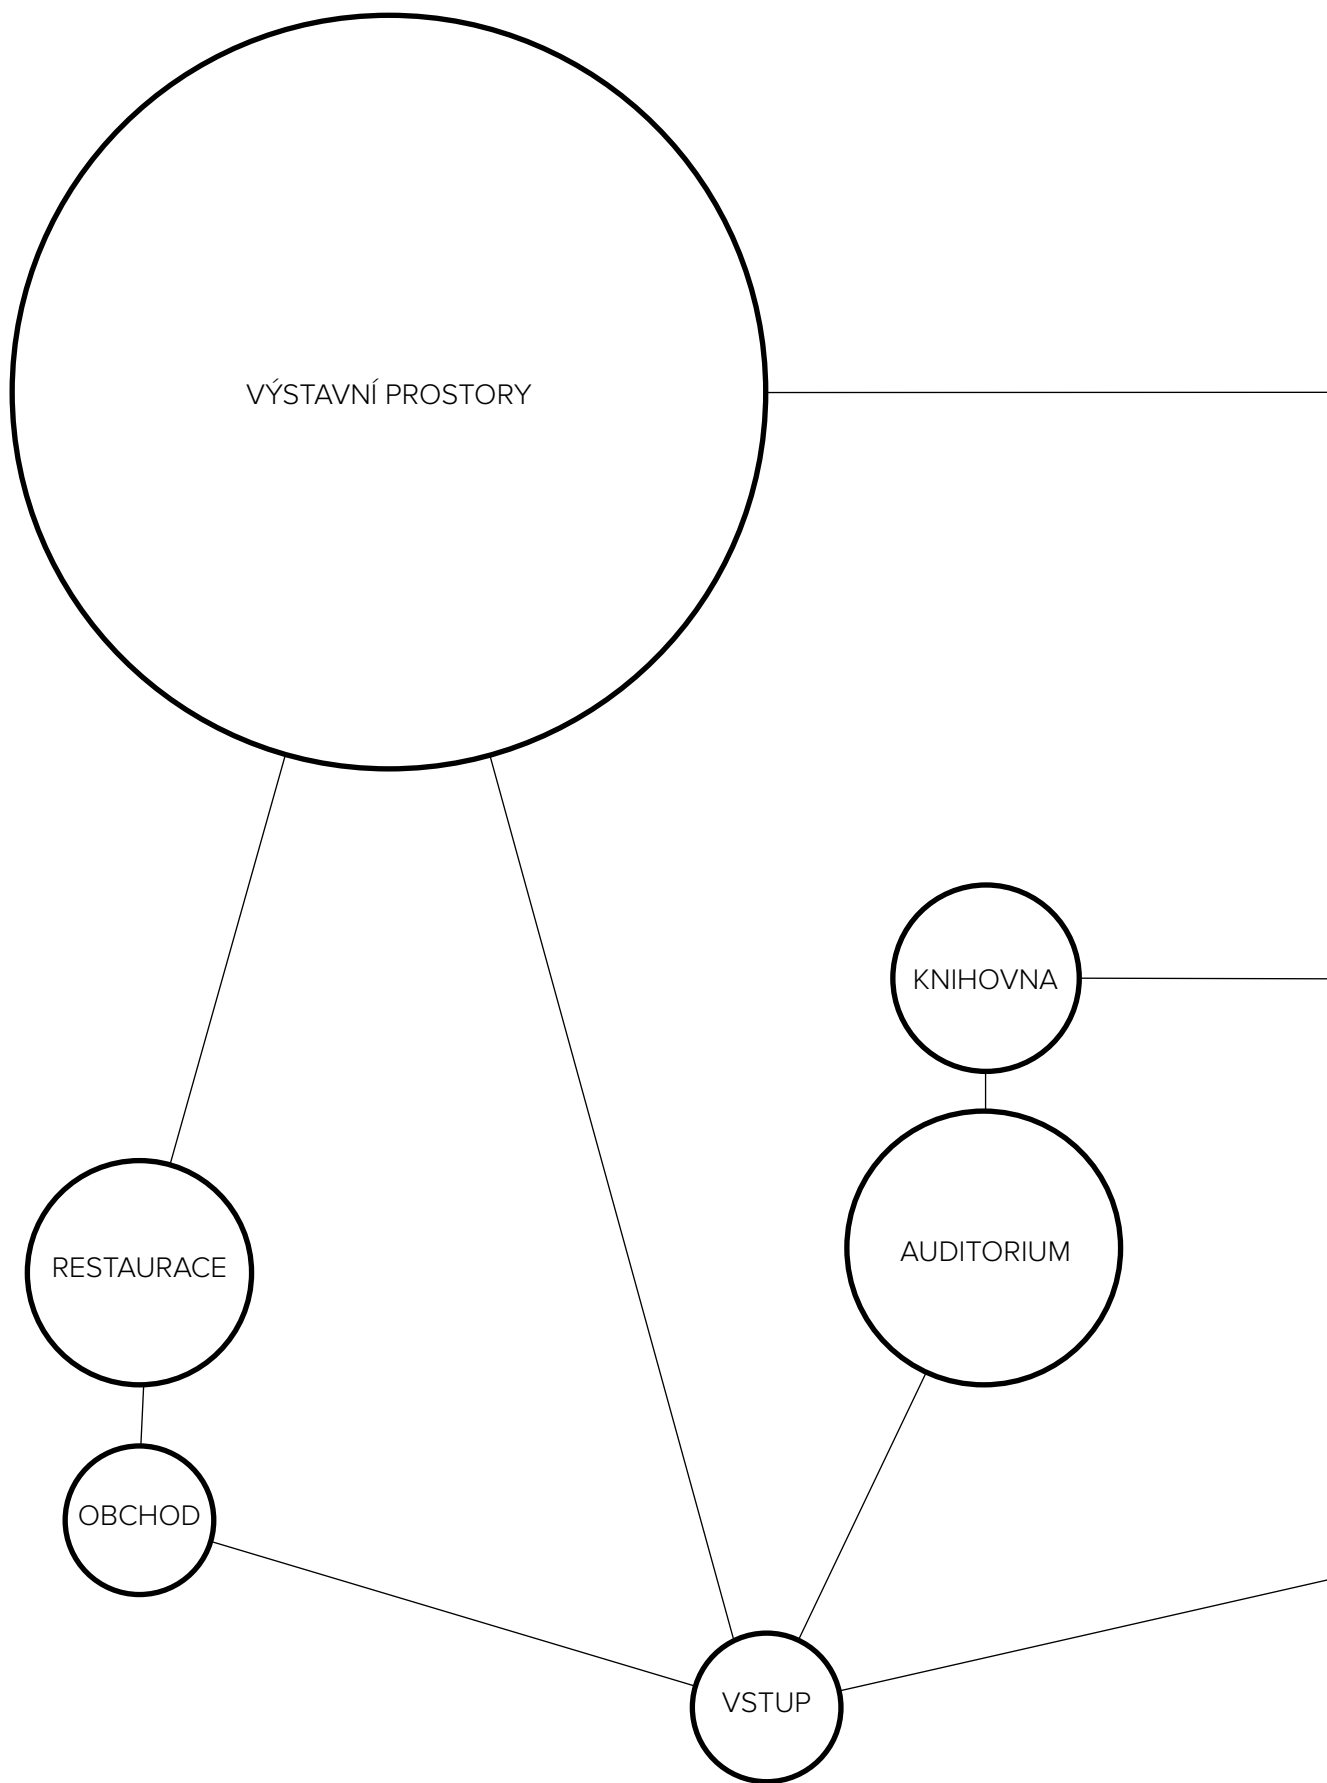 VÝSTAVNÍ PROSTORY
KNIHOVNA
AUDITORIUM
RESTAURACE
OBCHOD
VSTUP